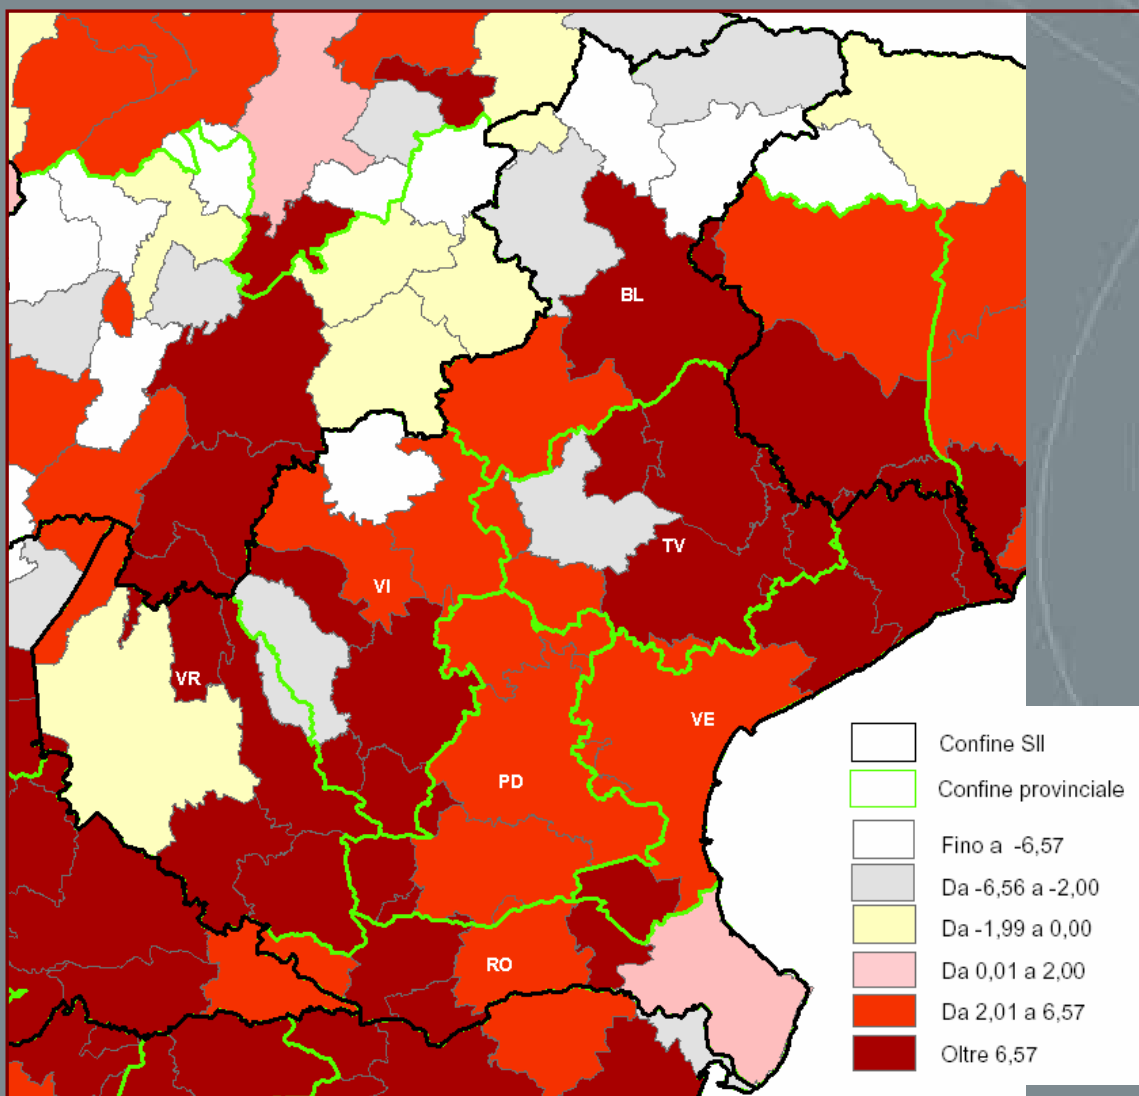 BL
TV
VI
VR
VE
PD
RO
Confine SII
Confine provinciale
Fino a -6,57
Da -6,56 a -2,00
Da -1,99 a 0,00
Da 0,01 a 2,00
Da 2,01 a 6,57
Oltre 6,57